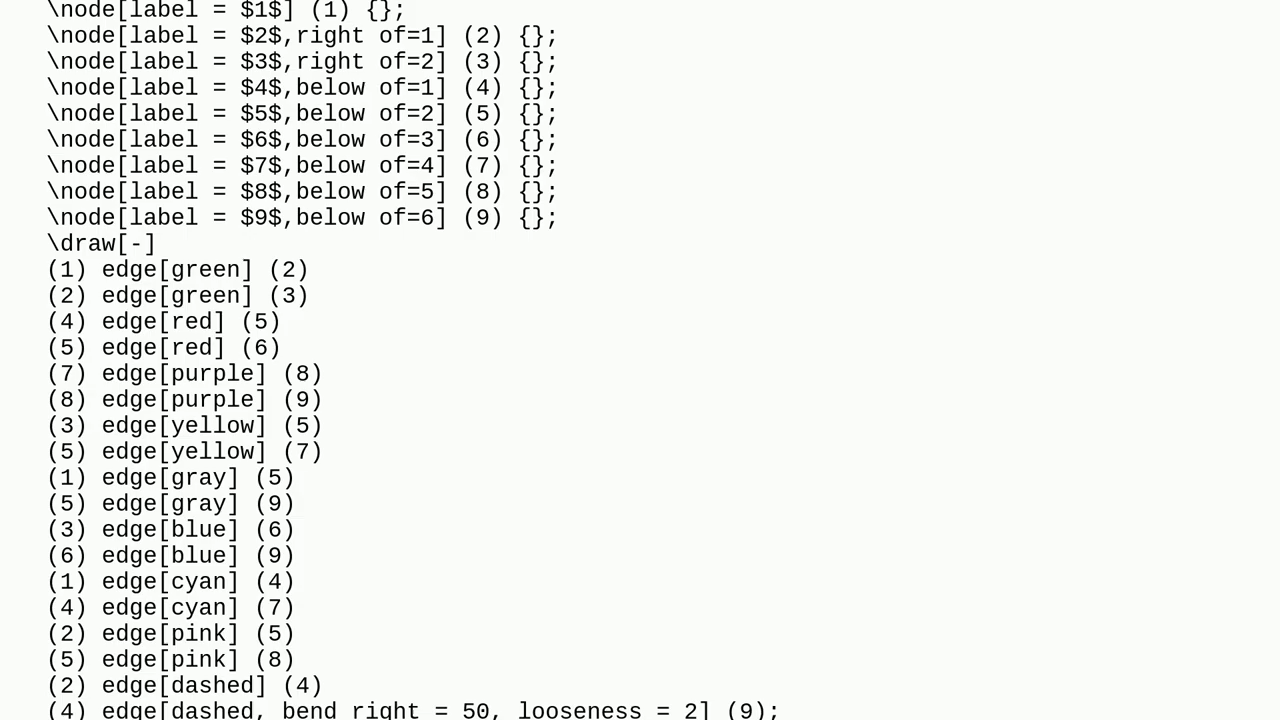 \node[label = $1$] (1) {};
\node[label = $2$,right of=1] (2) {};
\node[label = $3$,right of=2] (3) {};
\node[label = $4$,below of=1] (4) {};
\node[label = $5$,below of=2] (5) {};
\node[label = $6$,below of=3] (6) {};
\node[label = $7$,below of=4] (7) {};
\node[label = $8$,below of=5] (8) {};
\node[label = $9$,below of=6] (9) {};
\draw[-]
(1) edge[green] (2)
(2) edge[green] (3)
(4) edge[red] (5)
(5) edge[red] (6)
(7) edge[purple] (8)
(8) edge[purple] (9)
(3) edge[yellow] (5)
(5) edge[yellow] (7)
(1) edge[gray] (5)
(5) edge[gray] (9)
(3) edge[blue] (6)
(6) edge[blue] (9)
(1) edge[cyan] (4)
(4) edge[cyan] (7)
(2) edge[pink] (5)
(5) edge[pink] (8)
(2) edge[dashed] (4)
(4) edge[dashed, bend right = 50, looseness = 2] (9);